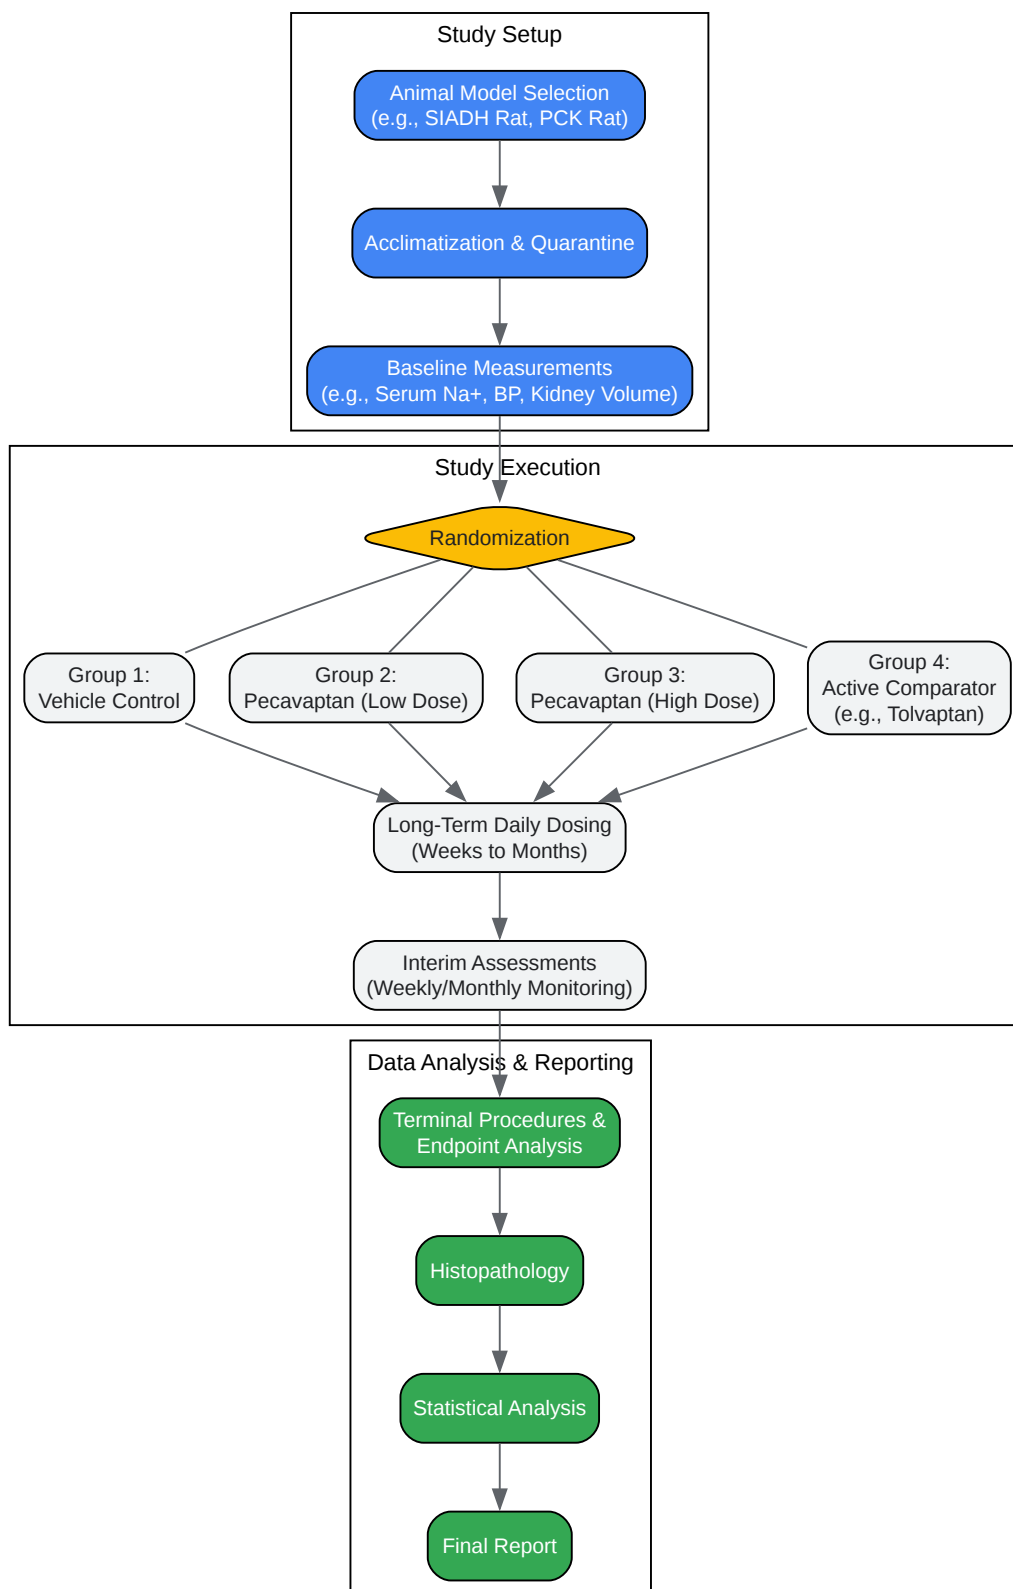 Study Setup
Animal Model Selection
(e.g., SIADH Rat, PCK Rat)
Acclimatization & Quarantine
Baseline Measurements
(e.g., Serum Na+, BP, Kidney Volume)
Study Execution
Randomization
Group 1:
Vehicle Control
Group 2:
Pecavaptan (Low Dose)
Group 3:
Pecavaptan (High Dose)
Group 4:
Active Comparator
(e.g., Tolvaptan)
Long-Term Daily Dosing
(Weeks to Months)
Interim Assessments
(Weekly/Monthly Monitoring)
Data Analysis & Reporting
Terminal Procedures &
Endpoint Analysis
Histopathology
Statistical Analysis
Final Report